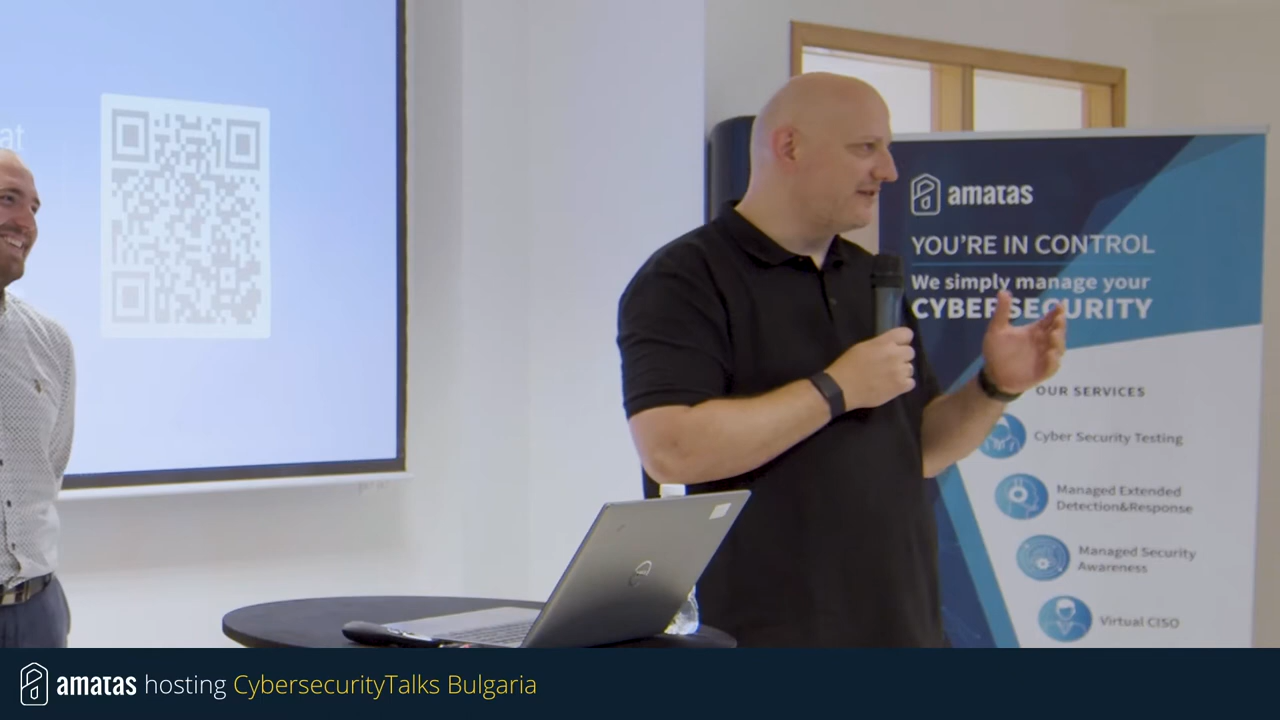 at
amatas
YOU'RE IN CONTROL
We simply manage your
CYBERSECURITY
OUR SERVICES
Cyber Security Testing
Managed Extended
Detection&Response
Managed Security
Awareness
Virtual CISO
amatas hosting CybersecurityTalks Bulgaria